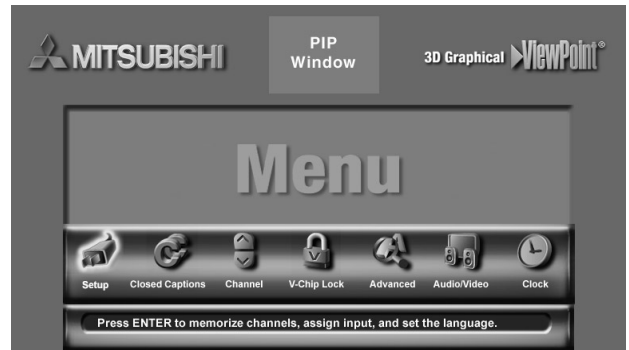 MITSUBISHI
PIP
Window
3D Graphical ViewPoint®
Menu
Setup Closed Captions Channel V-Chip Lock Advanced Audio/Video Clock
Press ENTER to memorize channels, assign input, and set the language.